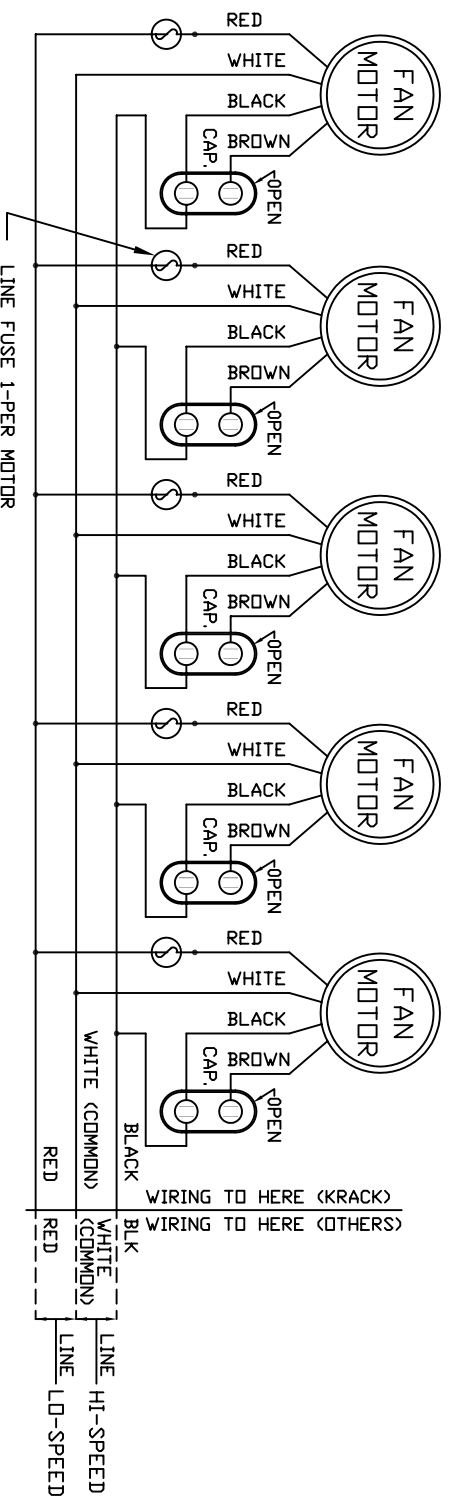 RED
WHITE
BLACK
BROWN
FAN
MOTOR
CAP.
OPEN
RED
WHITE
BLACK
BROWN
FAN
MOTOR
OPEN
RED
WHITE
BLACK
BROWN
FAN
MOTOR
CAP.
OPEN
RED
WHITE
BLACK
BROWN
FAN
MOTOR
CAP.
OPEN
RED
WHITE
BLACK
BROWN
FAN
MOTOR
CAP.
OPEN
LINE FUSE 1-PER MOTOR
BLACK
WHITE (COMMON)
RED
WIRING TO HERE (KRACK)
WIRING TO HERE (OTHERS)
BLK
WHITE
(COMMON)
RED
LINE
HI-SPEED
LINE
LO-SPEED